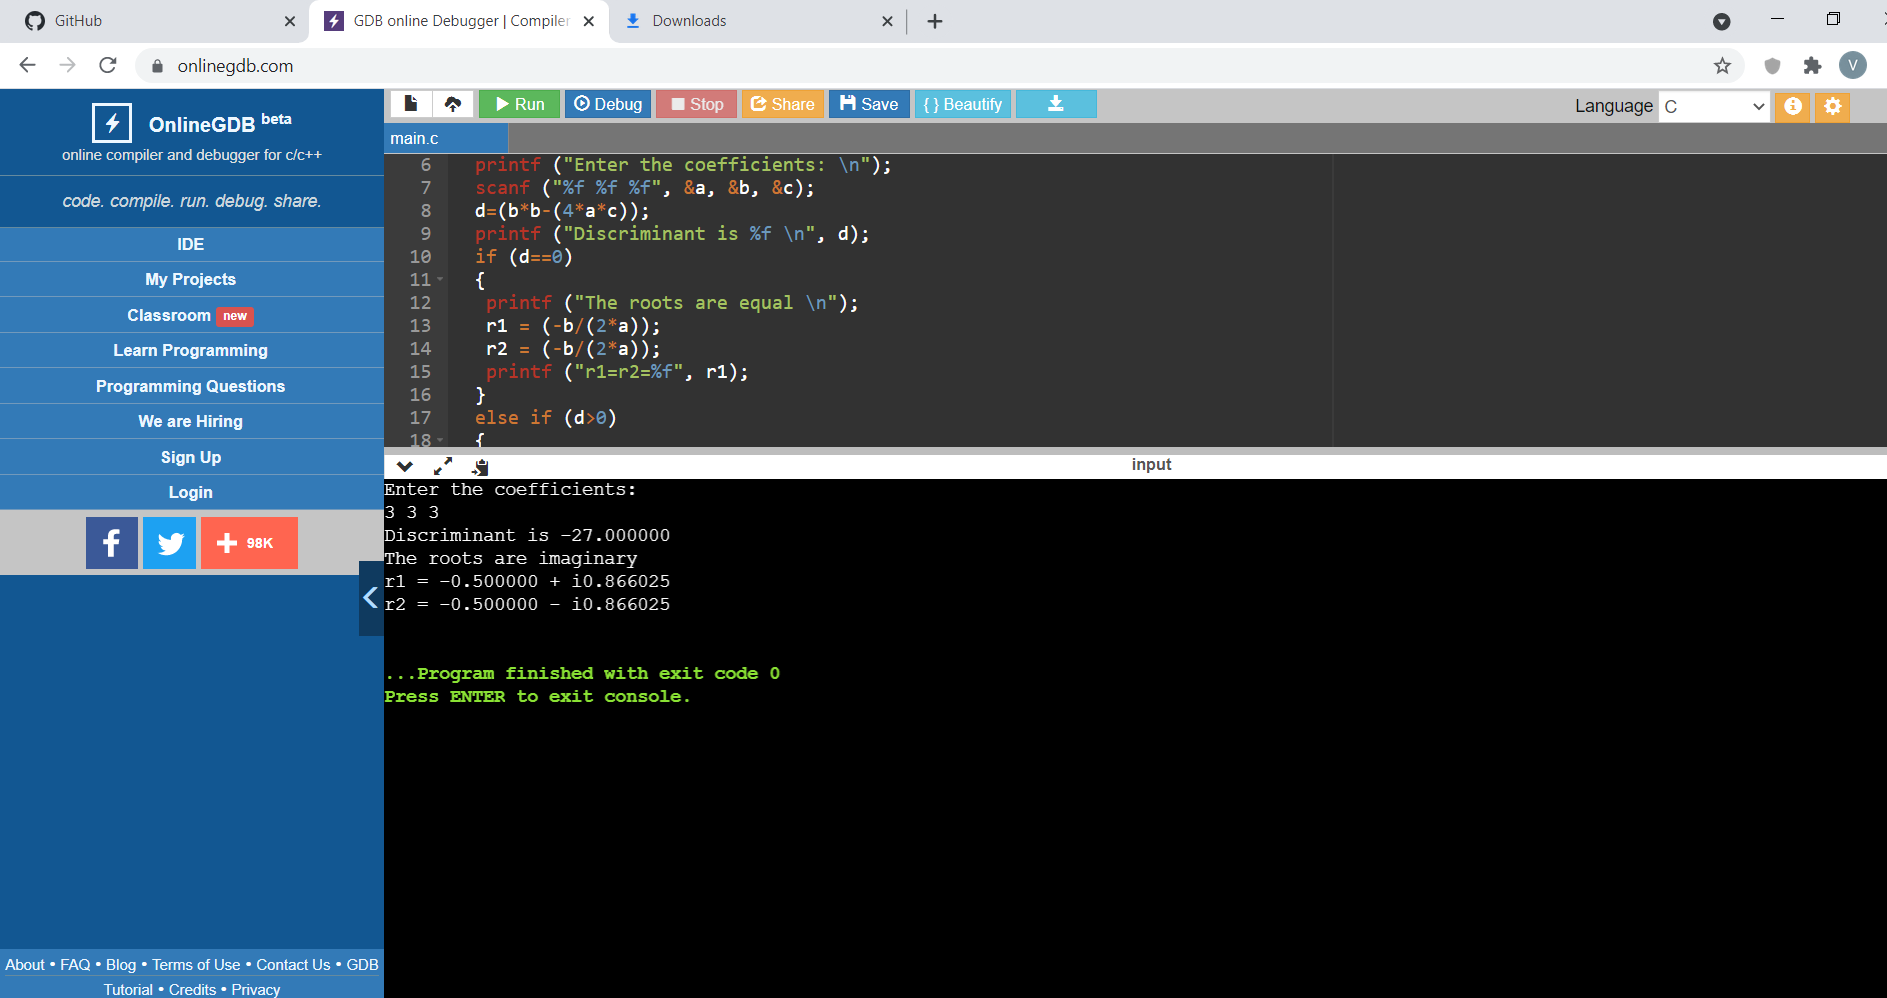 GitHub
GDB online Debugger | Compiler
Downloads
onlinegdb.com
V
OnlineGDB beta
online compiler and debugger for c/c++
code. compile. run. debug. share.
IDE
My Projects
Classroom new
Learn Programming
Programming Questions
We are Hiring
Sign Up
Login
98K
About • FAQ • Blog • Terms of Use • Contact Us • GDB
Tutorial • Credits • Privacy
Run Debug Stop Share Save { } Beautify
Language C
main.c
6 printf ("Enter the coefficients: \n");
7 scanf ("%f %f %f", &a, &b, &c);
8 d=(b*b-(4*a*c));
9 printf ("Discriminant is %f \n", d);
10 if (d==0)
11 {
12 printf ("The roots are equal \n");
13 r1 = (-b/(2*a));
14 r2 = (-b/(2*a));
15 printf ("r1=r2=%f", r1);
16 }
17 else if (d>0)
18 {
input
Enter the coefficients:
3 3 3
Discriminant is -27.000000
The roots are imaginary
r1 = -0.500000 + i0.866025
r2 = -0.500000 - i0.866025
...Program finished with exit code 0
Press ENTER to exit console.